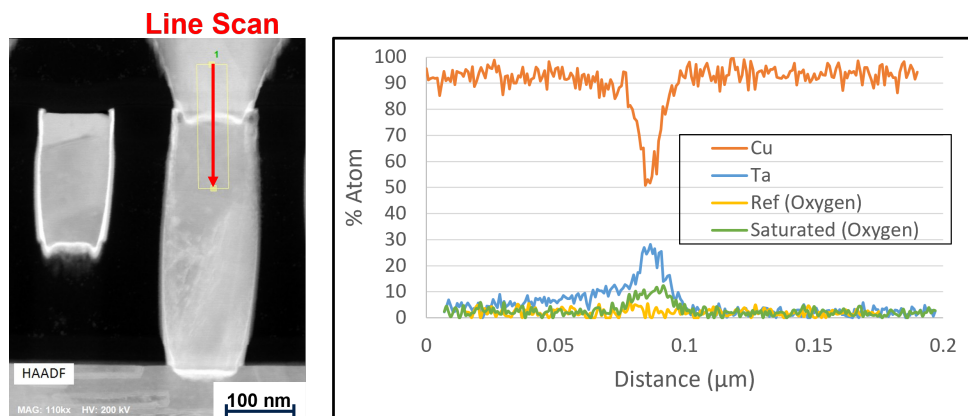 Line Scan
1
HAADF
MAG: 110kx HV: 200 kV
100 nm
% Atom
100
90
80
70
60
50
40
30
20
10
0
Cu
Ta
Ref (Oxygen)
Saturated (Oxygen)
0 0.05 0.1 0.15 0.2
Distance (μm)